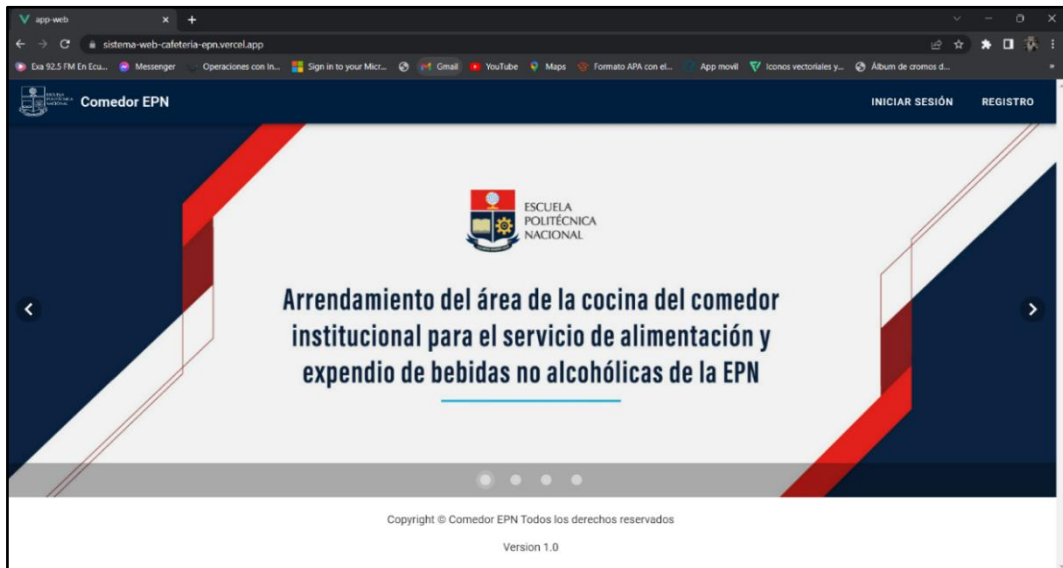 app-web
sistema-web-cafeteria-epn.vercel.app
Exa 92.5 FM En Ecu... Messenger Operaciones con In... Sign in to your Micr... Gmail YouTube Maps Formato APA con el... App movil Iconos vectoriales y... Álbum de cromos d...
Comedor EPN INICIAR SESIÓN REGISTRO
ESCUELA
POLITÉCNICA
NACIONAL
Arrendamiento del área de la cocina del comedor
institucional para el servicio de alimentación y
expendio de bebidas no alcohólicas de la EPN
Copyright © Comedor EPN Todos los derechos reservados
Version 1.0